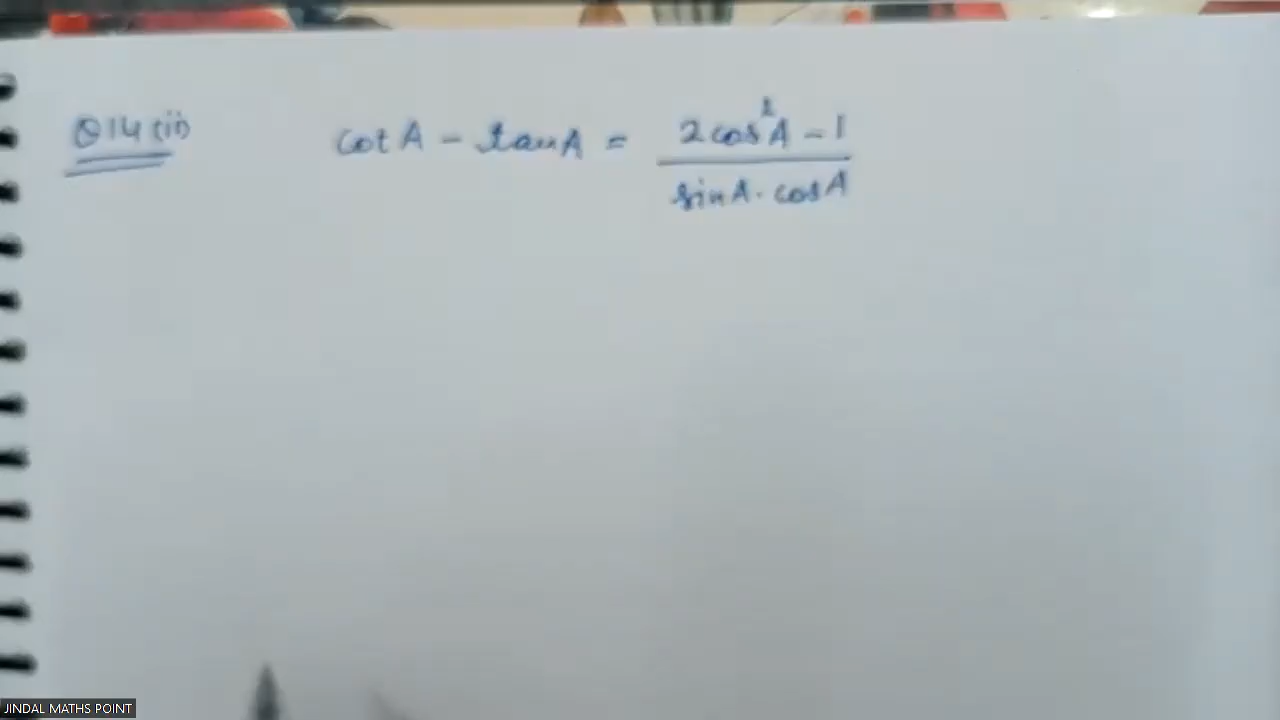 Q14 (ii) cot A - tan A = 2cos²A - 1
sin A . cos A
JINDAL MATHS POINT